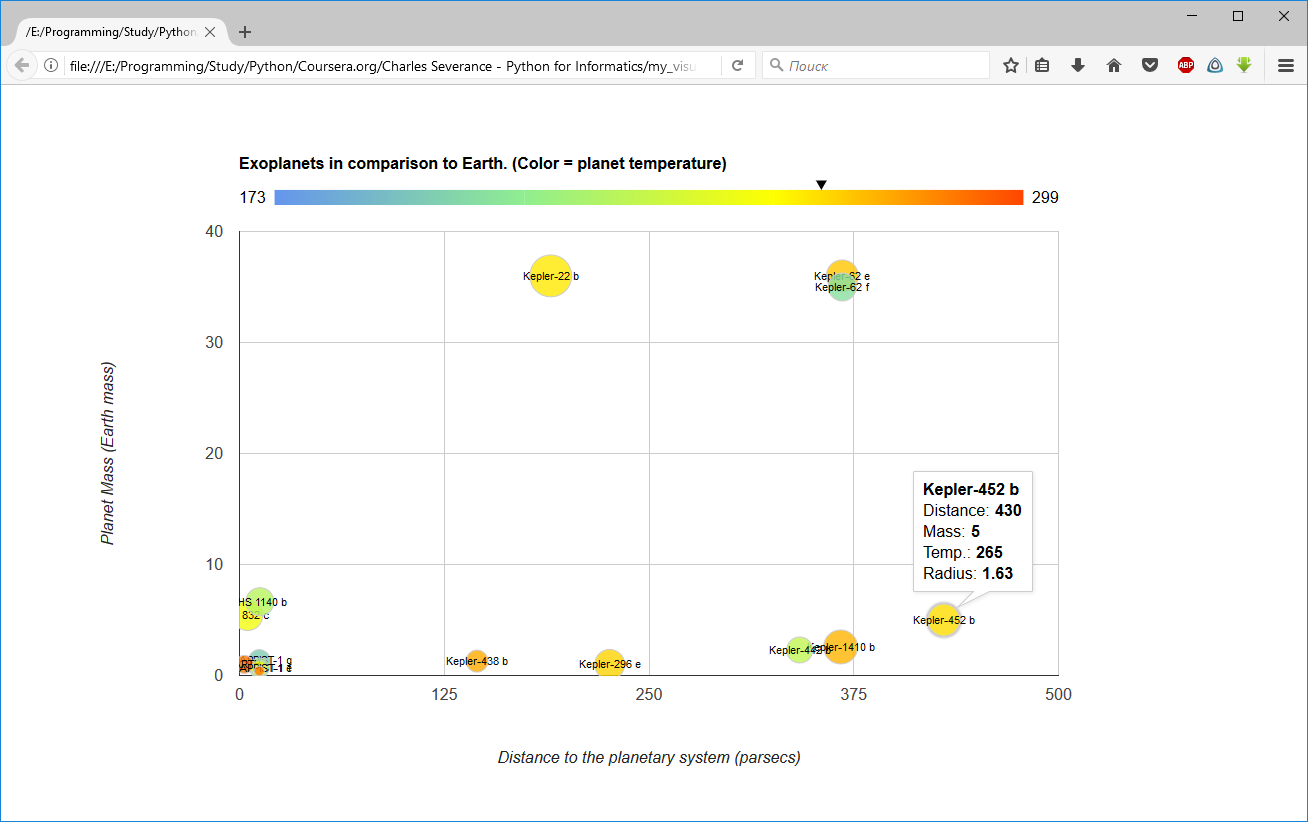 /E:/Programming/Study/Python
file:///E:/Programming/Study/Python/Coursera.org/Charles Severance - Python for Informatics/my_visu
Поиск
ABP
Exoplanets in comparison to Earth. (Color = planet temperature)
173
299
40
30
20
10
0
Planet Mass (Earth mass)
Kepler-22 b
Kepler-62 e
Kepler-62 f
Kepler-452 b
Distance: 430
Mass: 5
Temp.: 265
Radius: 1.63
HS 1140 b
832 c
Kepler-452 b
Kepler-438 b
Kepler-296 e
Kepler-442 b
Kepler-1410 b
0
125
250
375
500
Distance to the planetary system (parsecs)